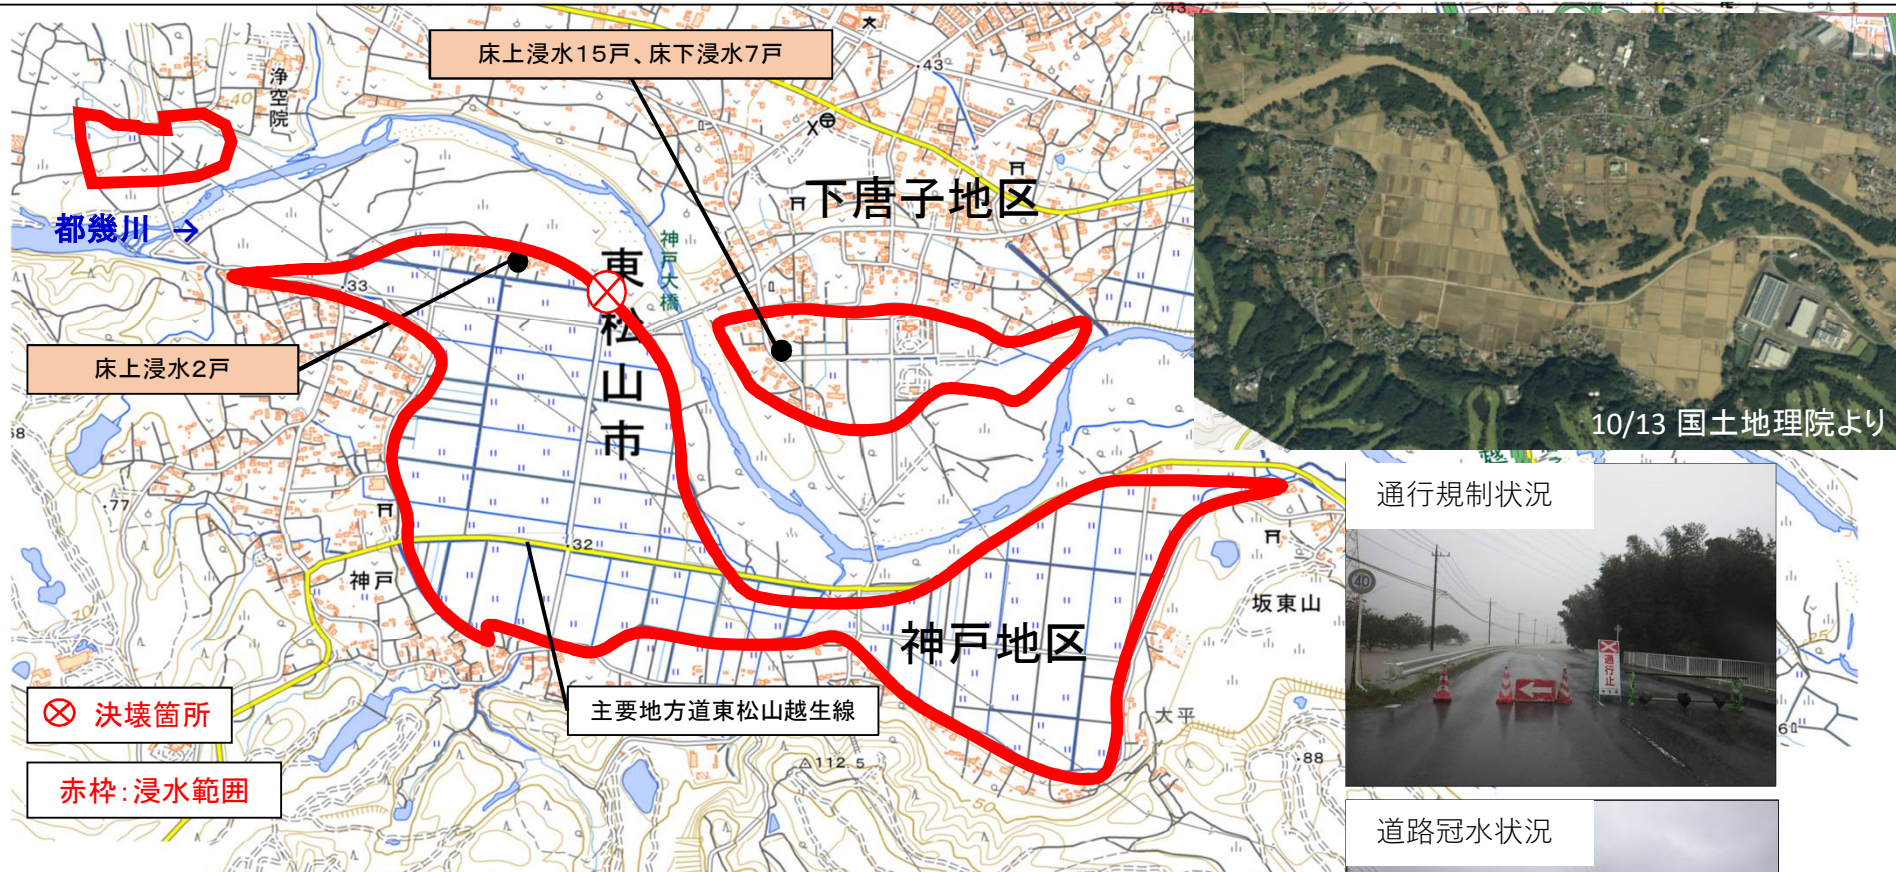 床上浸水15戸、床下浸水7戸
浄空院
40
43
43
下唐子地区
都幾川 →
神戸大橋
東松山市
33
床上浸水2戸
10/13 国土地理院より
77
32
神戸
70
通行規制状況
40
通行止
坂東山
神戸地区
大平
主要地方道東松山越生線
決壊箇所
赤枠：浸水範囲
112.5
50
88
25
61
道路冠水状況